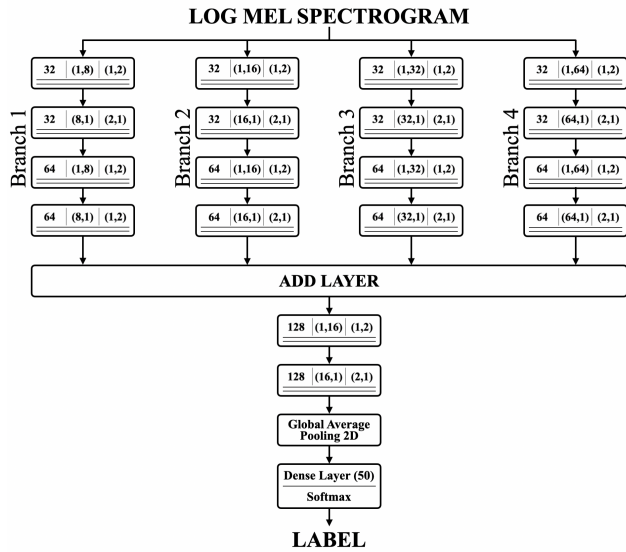 LOG MEL SPECTROGRAM
32 (1,8) (1,2)
32 (1,16) (1,2)
32 (1,32) (1,2)
32 (1,64) (1,2)
Branch 1
Branch 2
Branch 3
Branch 4
32 (8,1) (2,1)
32 (16,1) (2,1)
32 (32,1) (2,1)
32 (64,1) (2,1)
64 (1,8) (1,2)
64 (1,16) (1,2)
64 (1,32) (1,2)
64 (1,64) (1,2)
64 (8,1) (1,2)
64 (16,1) (2,1)
64 (32,1) (2,1)
64 (64,1) (2,1)
ADD LAYER
128 (1,16) (1,2)
128 (16,1) (2,1)
Global Average
Pooling 2D
Dense Layer (50)
Softmax
LABEL